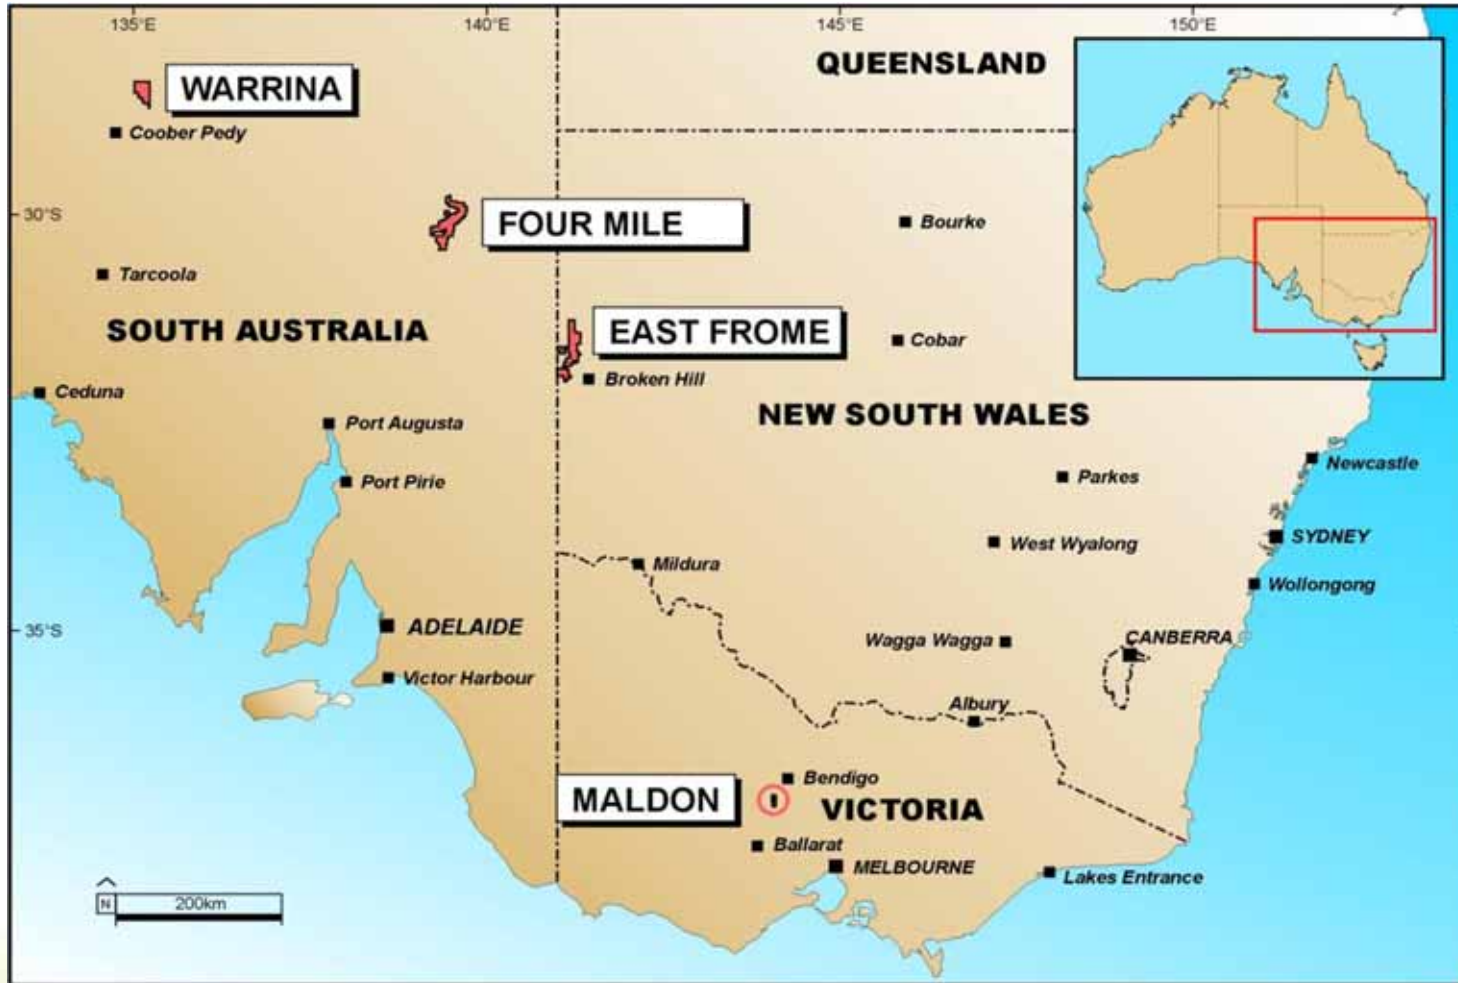 135°E
140°E
145°E
150°E
QUEENSLAND
WARRINA
Coober Pedy
30°S
FOUR MILE
Bourke
Tarcoola
SOUTH AUSTRALIA
EAST FROME
Cobar
Broken Hill
Ceduna
NEW SOUTH WALES
Port Augusta
Newcastle
Port Pirie
Parkes
SYDNEY
West Wyalong
Mildura
Wollongong
35°S
ADELAIDE
Wagga Wagga
CANBERRA
Victor Harbour
Albury
Bendigo
MALDON
VICTORIA
Ballarat
MELBOURNE
Lakes Entrance
N
200km